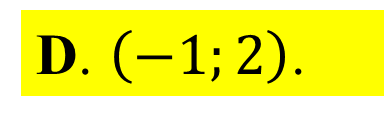 D. (−1; 2).